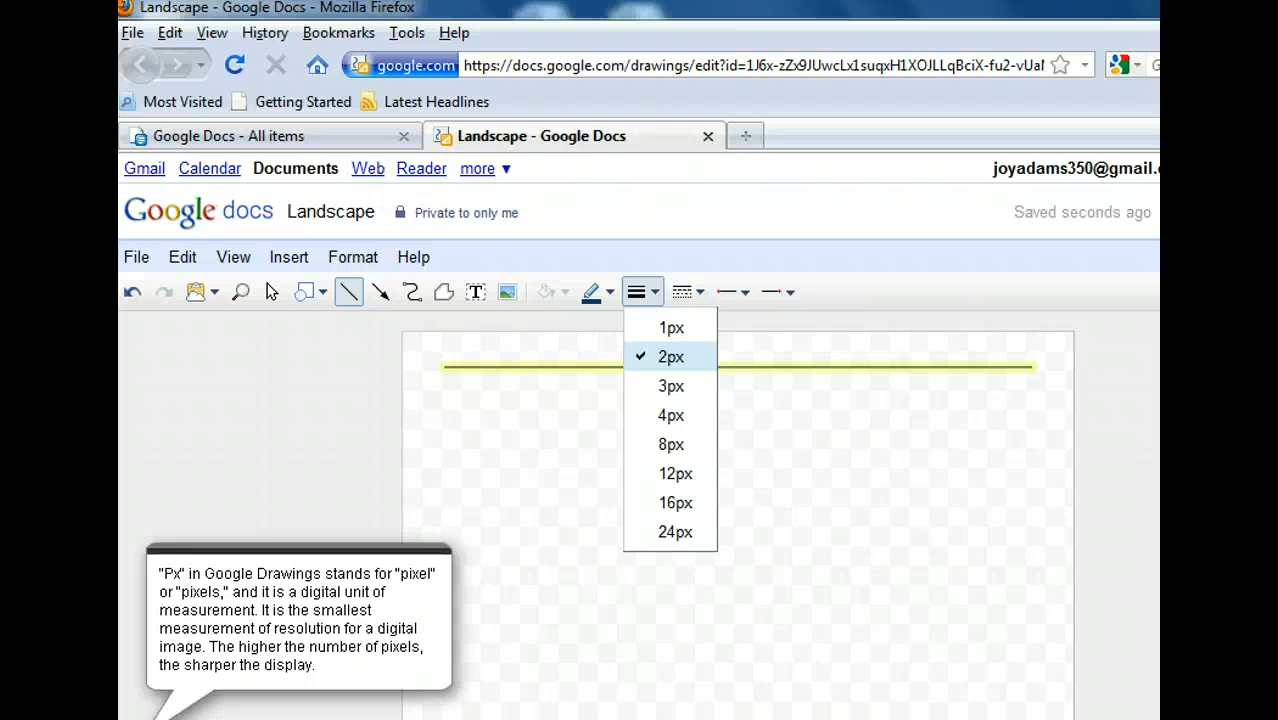 Landscape - Google Docs - Mozilla Firefox
File Edit View History Bookmarks Tools Help
google.com https://docs.google.com/drawings/edit?id=1J6x-zZx9JUwcLx1suqxH1XOJLLqBciX-fu2-vUal
Most Visited Getting Started Latest Headlines
Google Docs - All items Landscape - Google Docs
Gmail Calendar Documents Web Reader more joyadams350@gmail.
Google docs Landscape Private to only me Saved seconds ago
File Edit View Insert Format Help
T
1px
2px
3px
4px
8px
12px
16px
24px
"Px" in Google Drawings stands for "pixel"
or "pixels," and it is a digital unit of
measurement. It is the smallest
measurement of resolution for a digital
image. The higher the number of pixels,
the sharper the display.